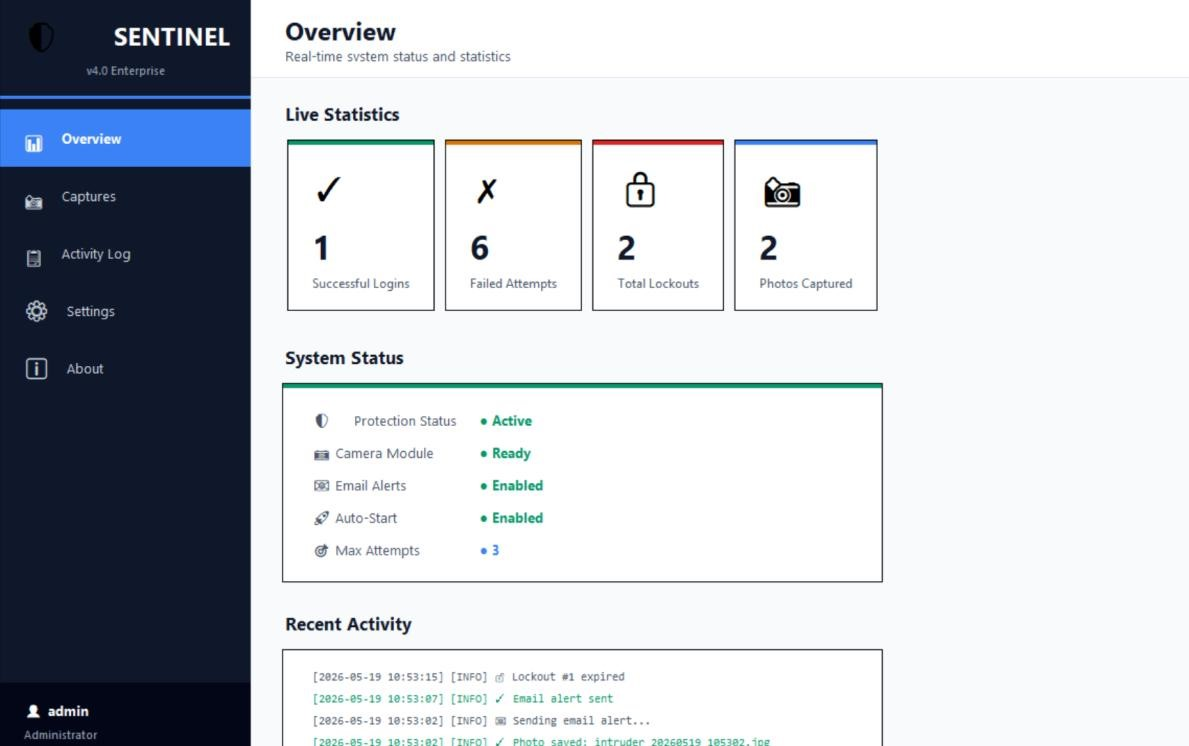 SENTINEL
v4.0 Enterprise
Overview
Captures
Activity Log
Settings
About
admin
Administrator
Overview
Real-time system status and statistics
Live Statistics
1
Successful Logins
6
Failed Attempts
2
Total Lockouts
2
Photos Captured
System Status
Protection Status • Active
Camera Module • Ready
Email Alerts • Enabled
Auto-Start • Enabled
Max Attempts • 3
Recent Activity
[2026-05-19 10:53:15] [INFO] 🔓 Lockout #1 expired
[2026-05-19 10:53:07] [INFO] ✓ Email alert sent
[2026-05-19 10:53:02] [INFO] 📧 Sending email alert...
[2026-05-19 10:53:02] [INFO] ✓ Photo saved: intruder_20260519_105302.jpg